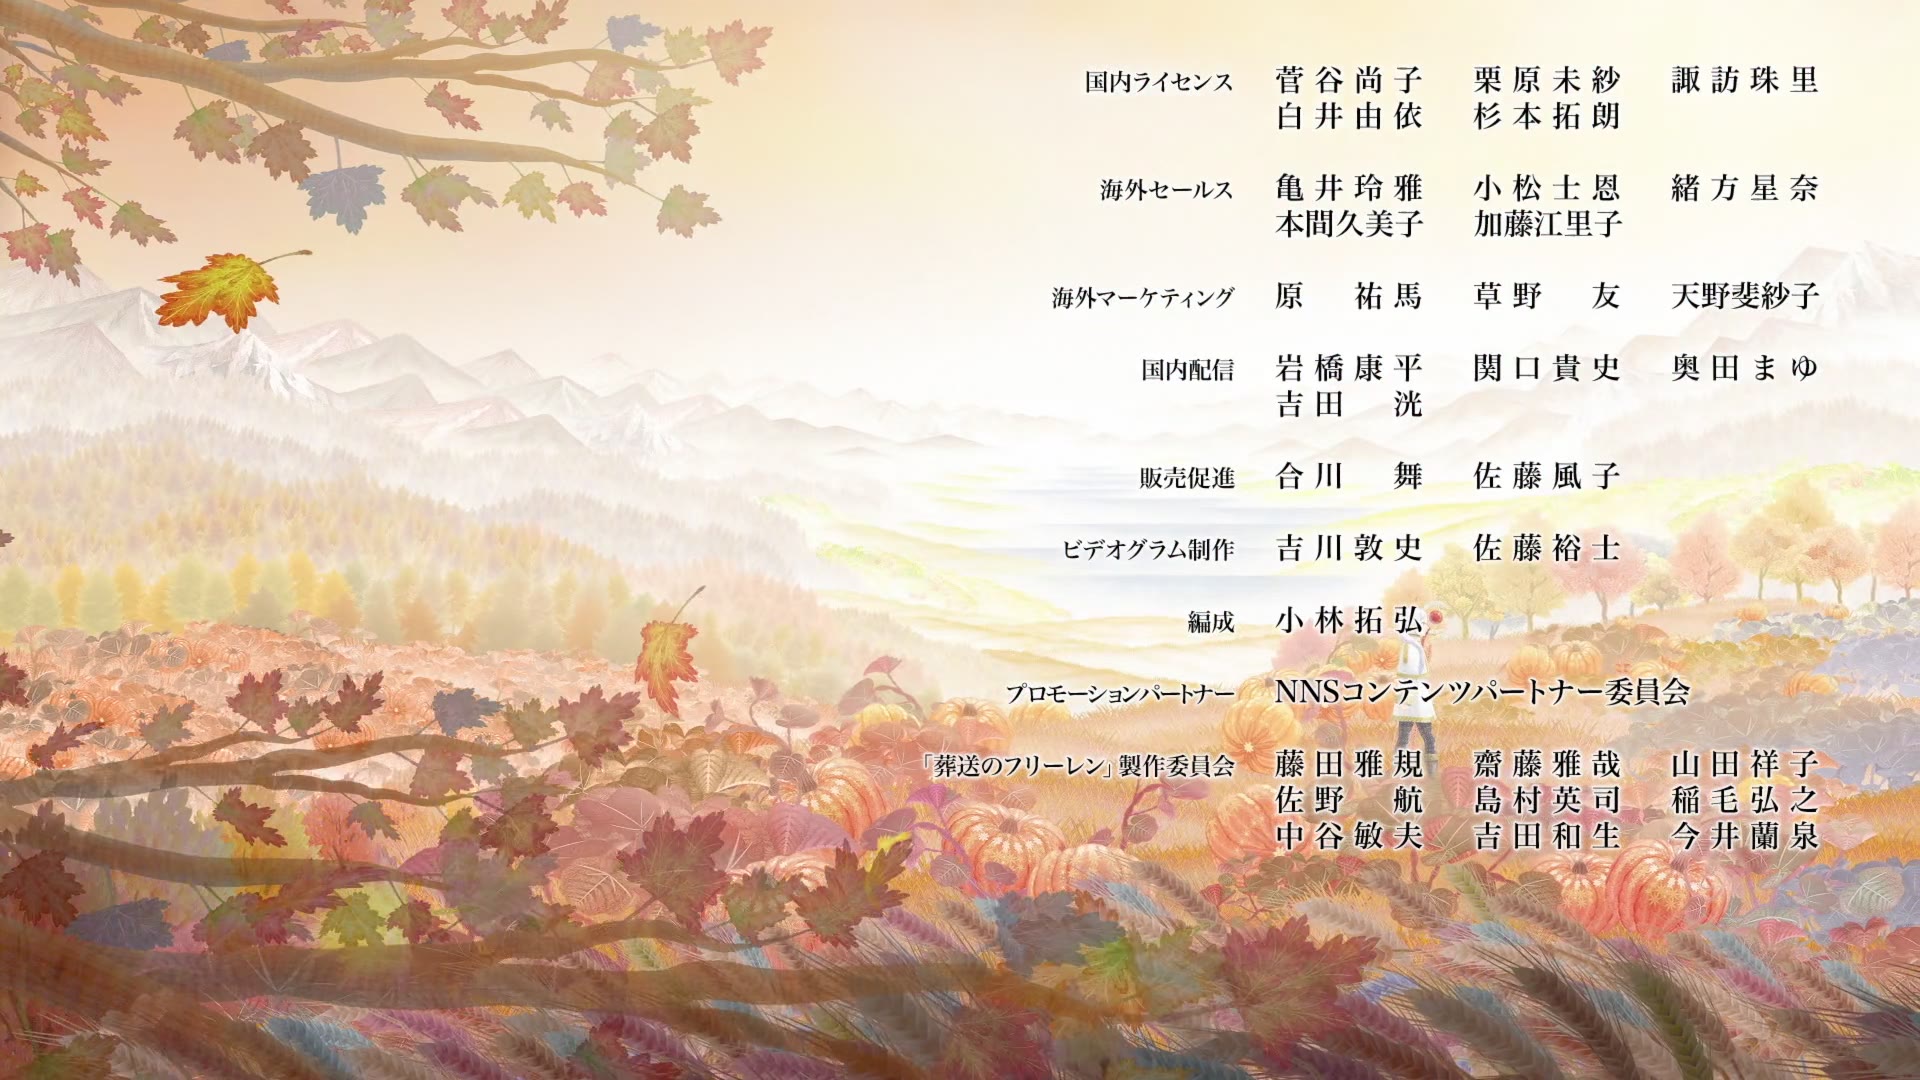 国内ライセンス 菅谷尚子 栗原未紗 諏訪珠里
白井由依 杉本拓朗
海外セールス 亀井玲雅 小松士恩 緒方星奈
本間久美子 加藤江里子
海外マーケティング 原祐馬 草野友 天野斐紗子
国内配信 岩橋康平 関口貴史 奥田まゆ
吉田洸
販売促進 合川舞 佐藤風子
ビデオグラム制作 吉川敦史 佐藤裕士
編成 小林拓弘
プロモーションパートナー NNSコンテンツパートナー委員会
「葬送のフリーレン」製作委員会 藤田雅規 齋藤雅哉 山田祥子
佐野航 島村英司 稲毛弘之
中谷敏夫 吉田和生 今井蘭泉